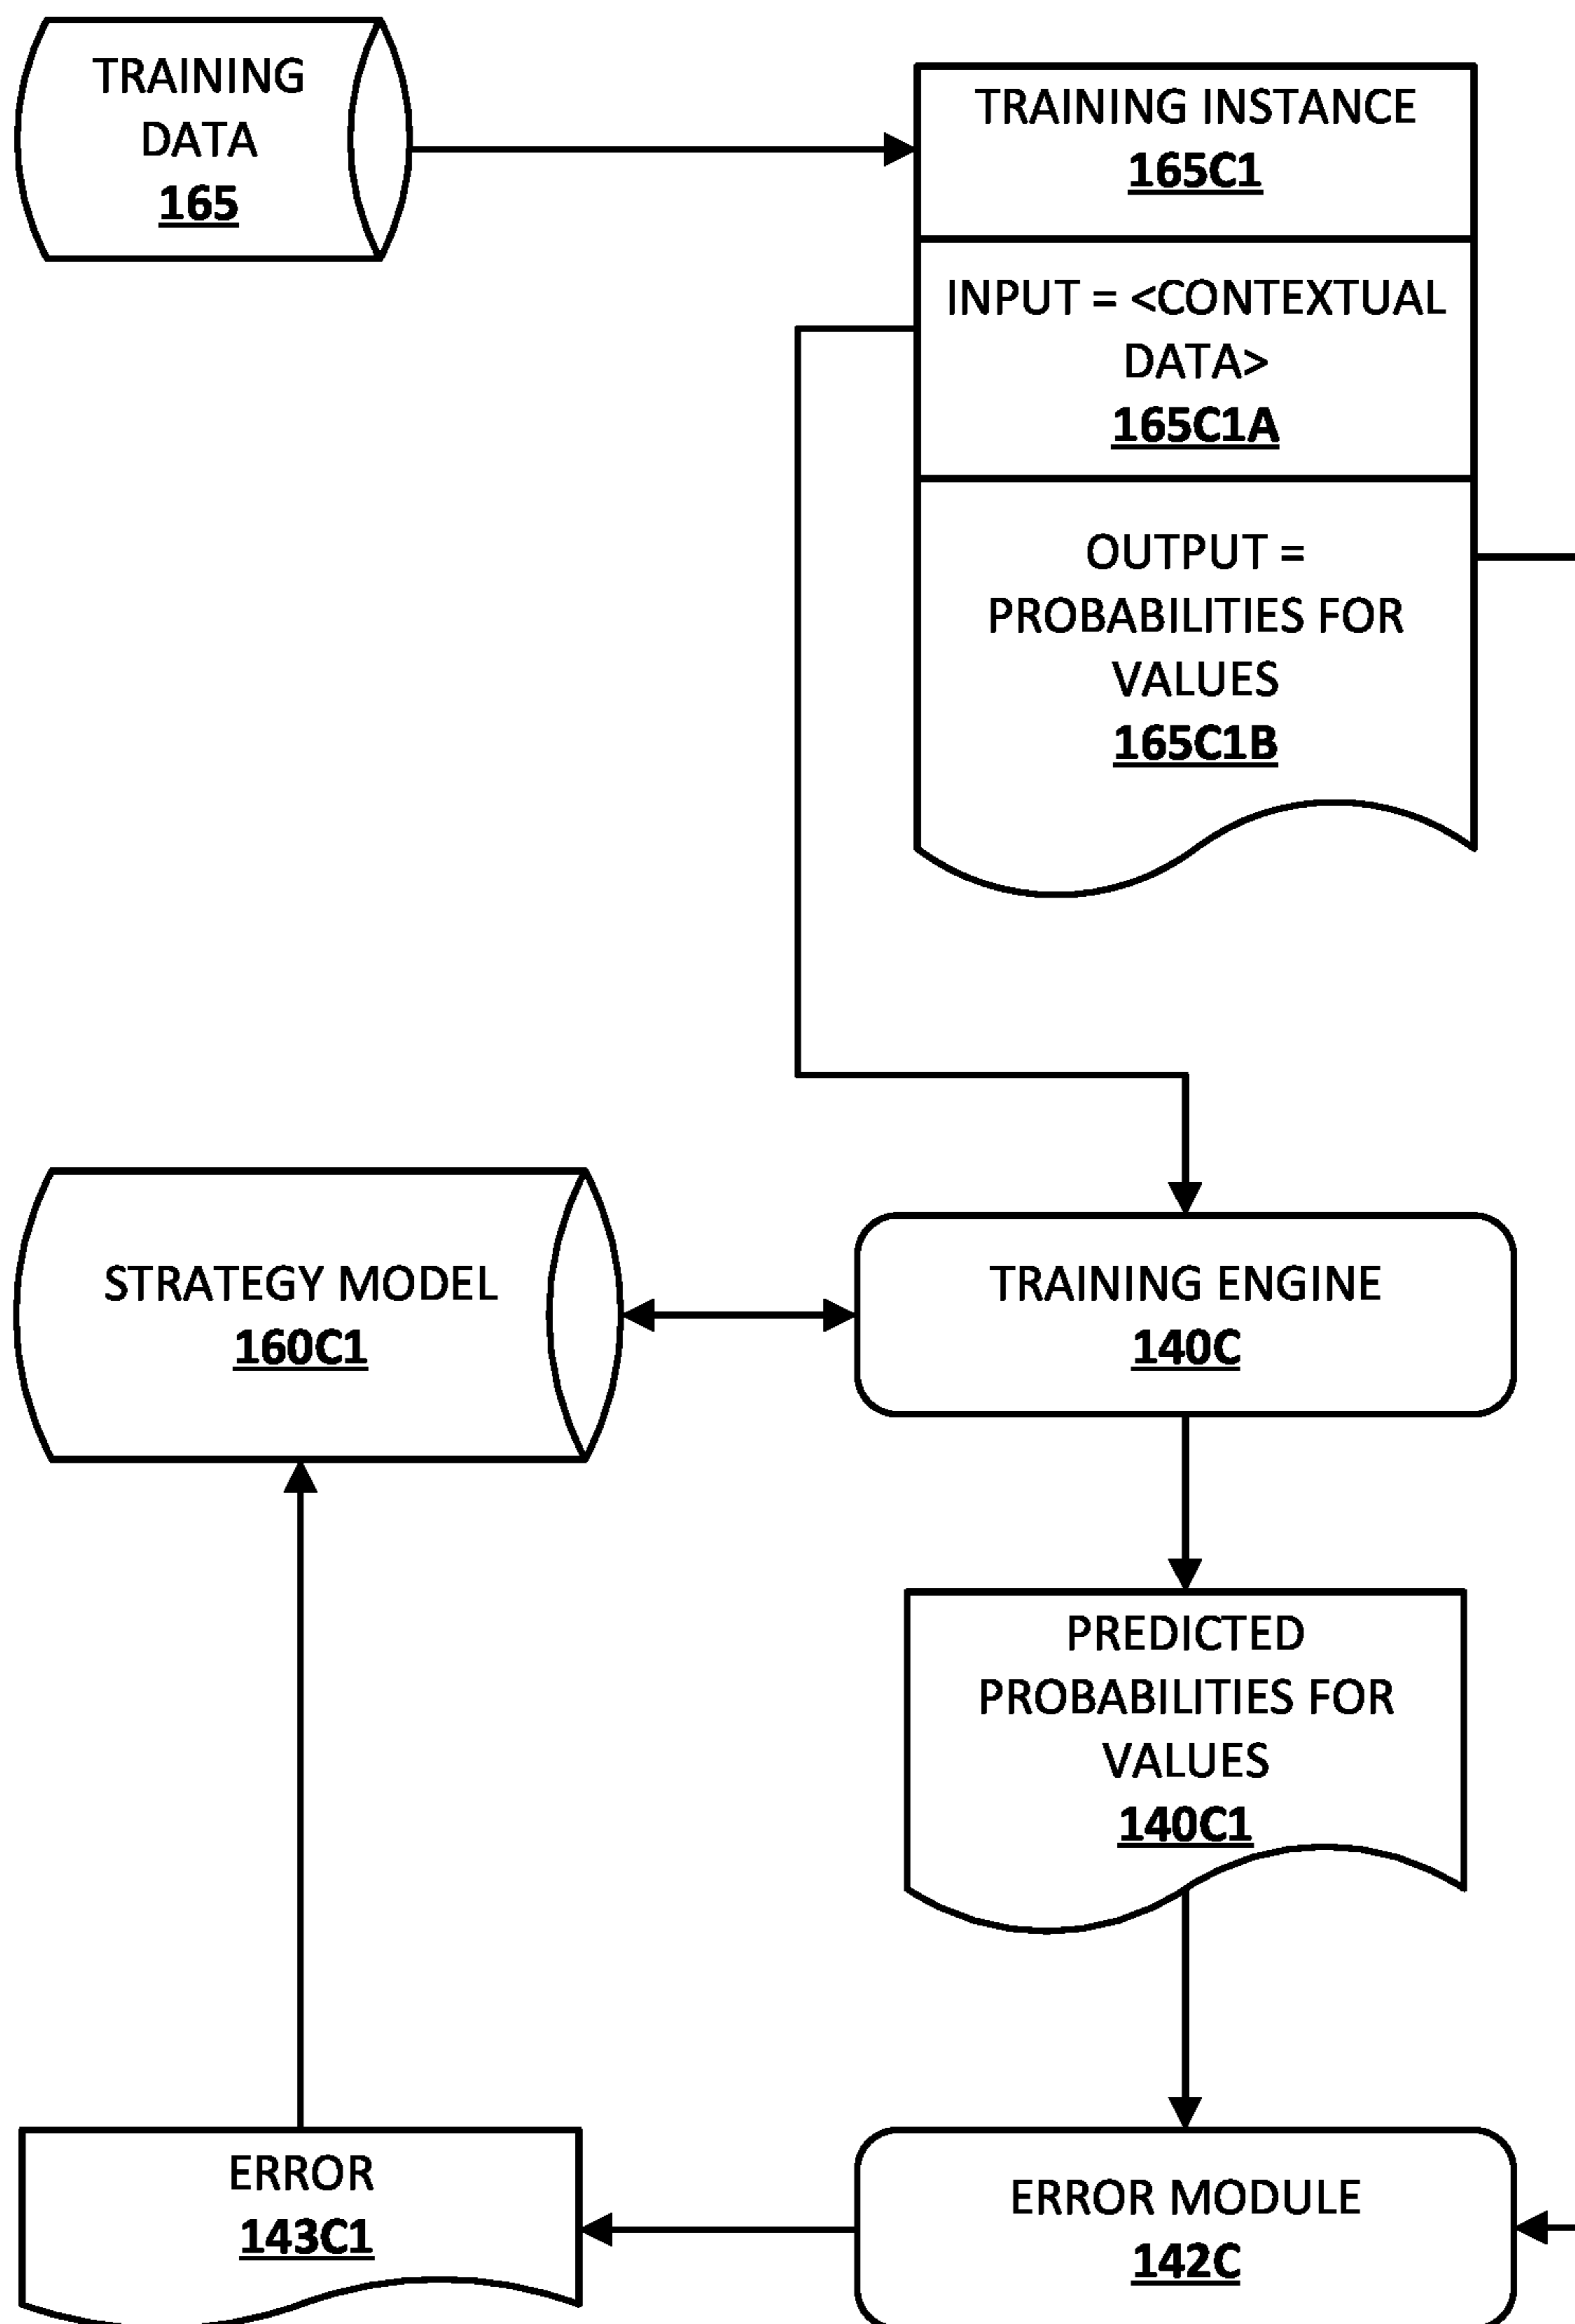 TRAINING
DATA
165
TRAINING INSTANCE
165C1
INPUT = <CONTEXTUAL
DATA>
165C1A
OUTPUT =
PROBABILITIES FOR
VALUES
165C1B
STRATEGY MODEL
160C1
TRAINING ENGINE
140C
PREDICTED
PROBABILITIES FOR
VALUES
140C1
ERROR
143C1
ERROR MODULE
142C